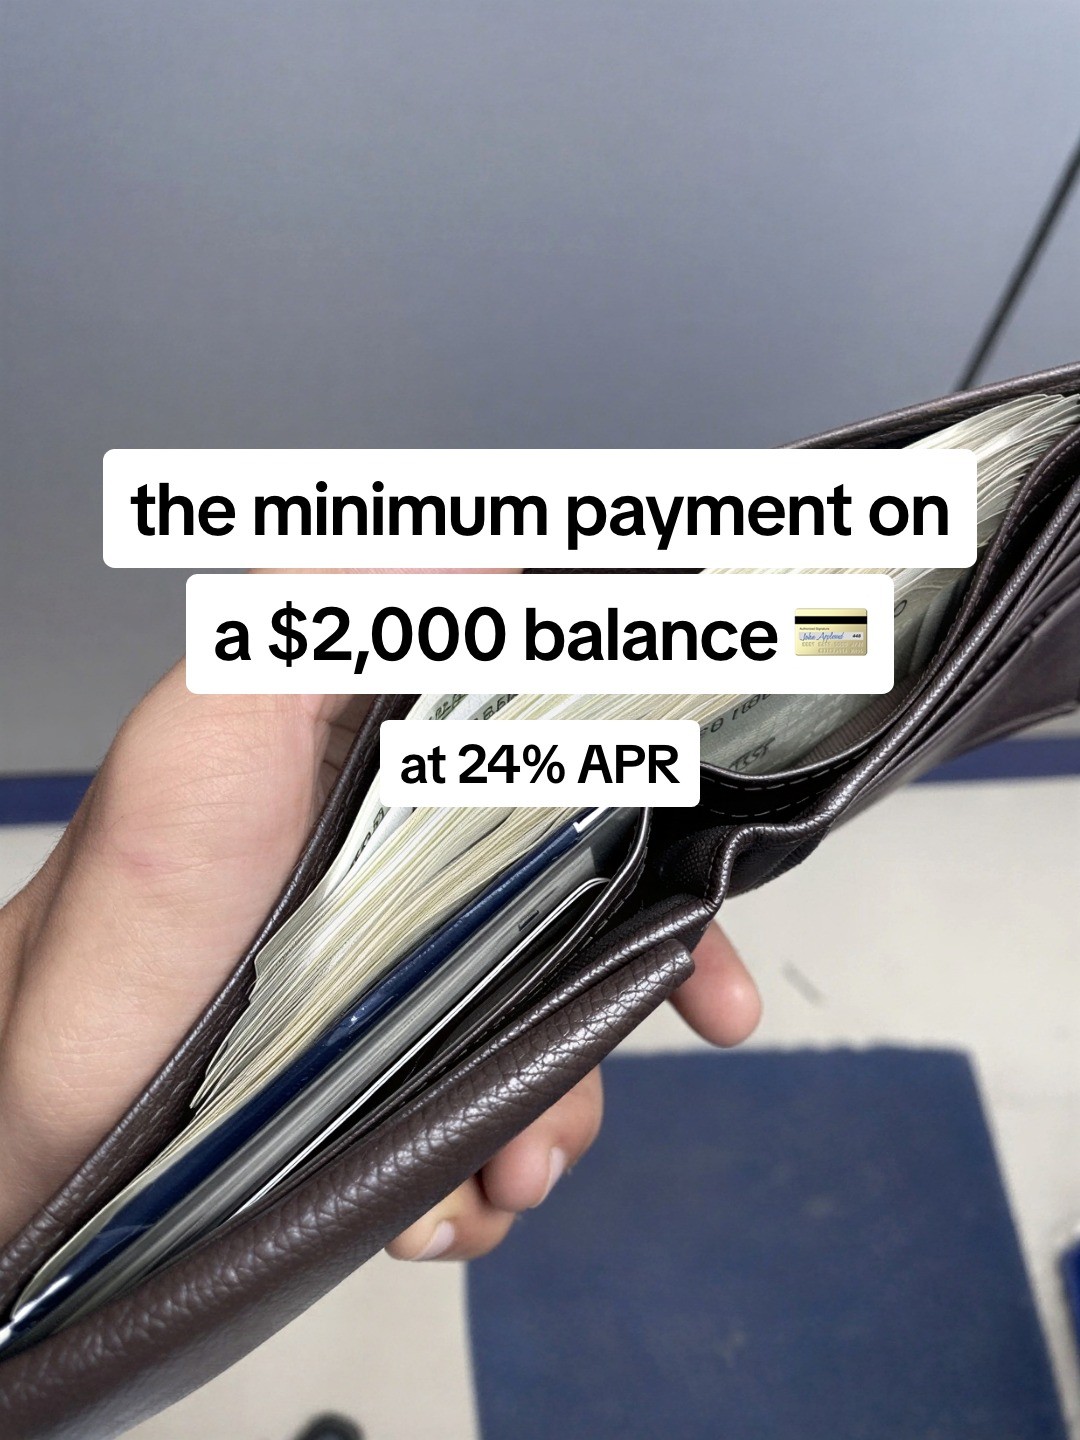 the minimum payment on
a $2,000 balance 💳
at 24% APR